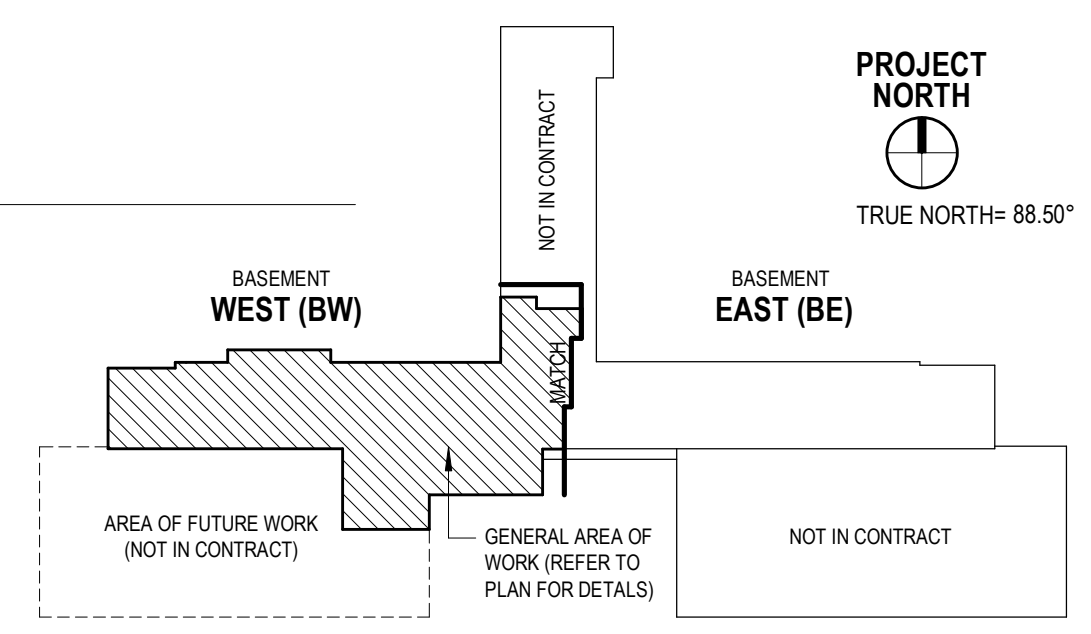 PROJECT
NORTH
TRUE NORTH= 88.50°
NOT IN CONTRACT
BASEMENT
WEST (BW)
BASEMENT
EAST (BE)
MATCH
AREA OF FUTURE WORK
(NOT IN CONTRACT)
GENERAL AREA OF
WORK (REFER TO
PLAN FOR DETALS)
NOT IN CONTRACT